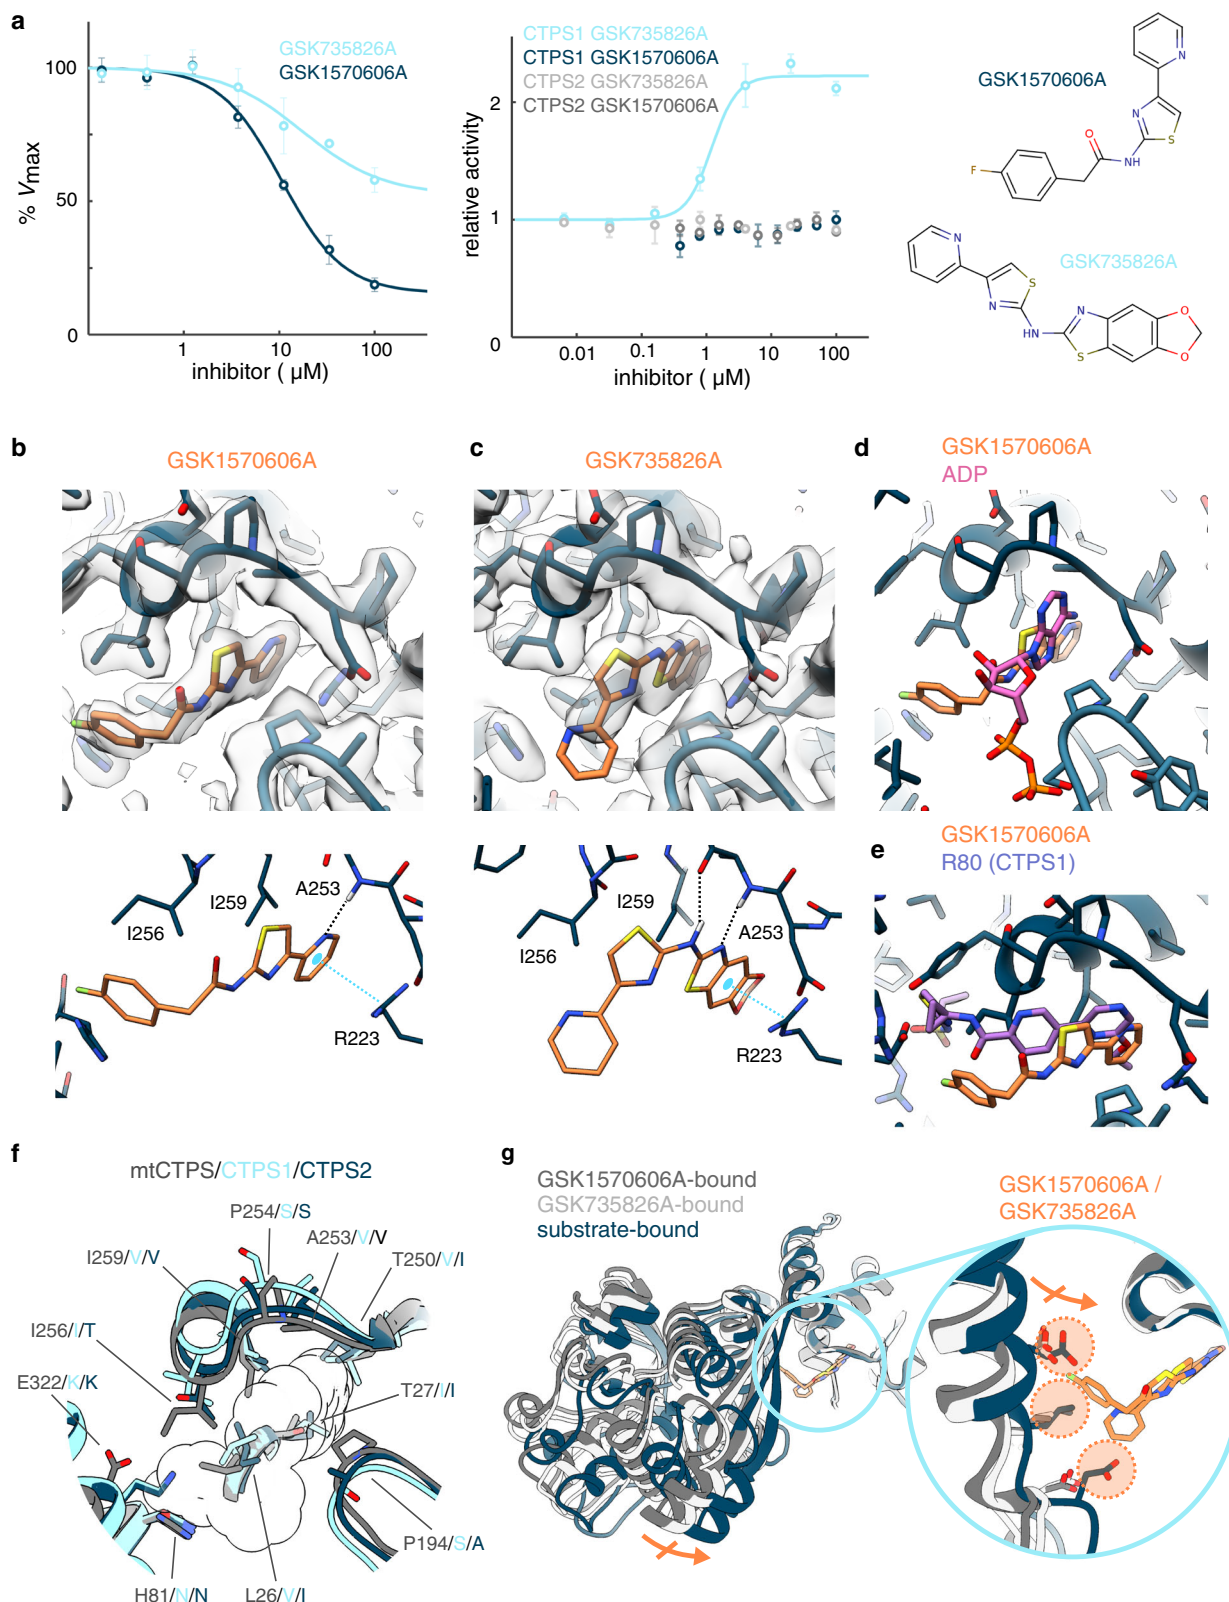 a
GSK735826A
GSK1570606A
100
50
0
% Vmax
1
10
100
inhibitor ( µM)
CTPS1 GSK735826A
CTPS1 GSK1570606A
CTPS2 GSK735826A
CTPS2 GSK1570606A
2
1
0
relative activity
0.01
0.1
1
10
100
inhibitor ( µM)
GSK1570606A
N
N
S
O
NH
F
GSK735826A
N
S
N
N
O
HN
S
O
b
GSK1570606A
c
GSK735826A
d
GSK1570606A
ADP
A253
I259
I256
R223
I259
A253
I256
R223
e
GSK1570606A
R80 (CTPS1)
f
mtCTPS/CTPS1/CTPS2
P254/S/S
A253/V/V
I259/V/V
T250/V/I
I256/I/T
E322/K/K
T27/I/I
P194/S/A
H81/N/N
L26/V/I
g
GSK1570606A-bound
GSK735826A-bound
substrate-bound
GSK1570606A /
GSK735826A